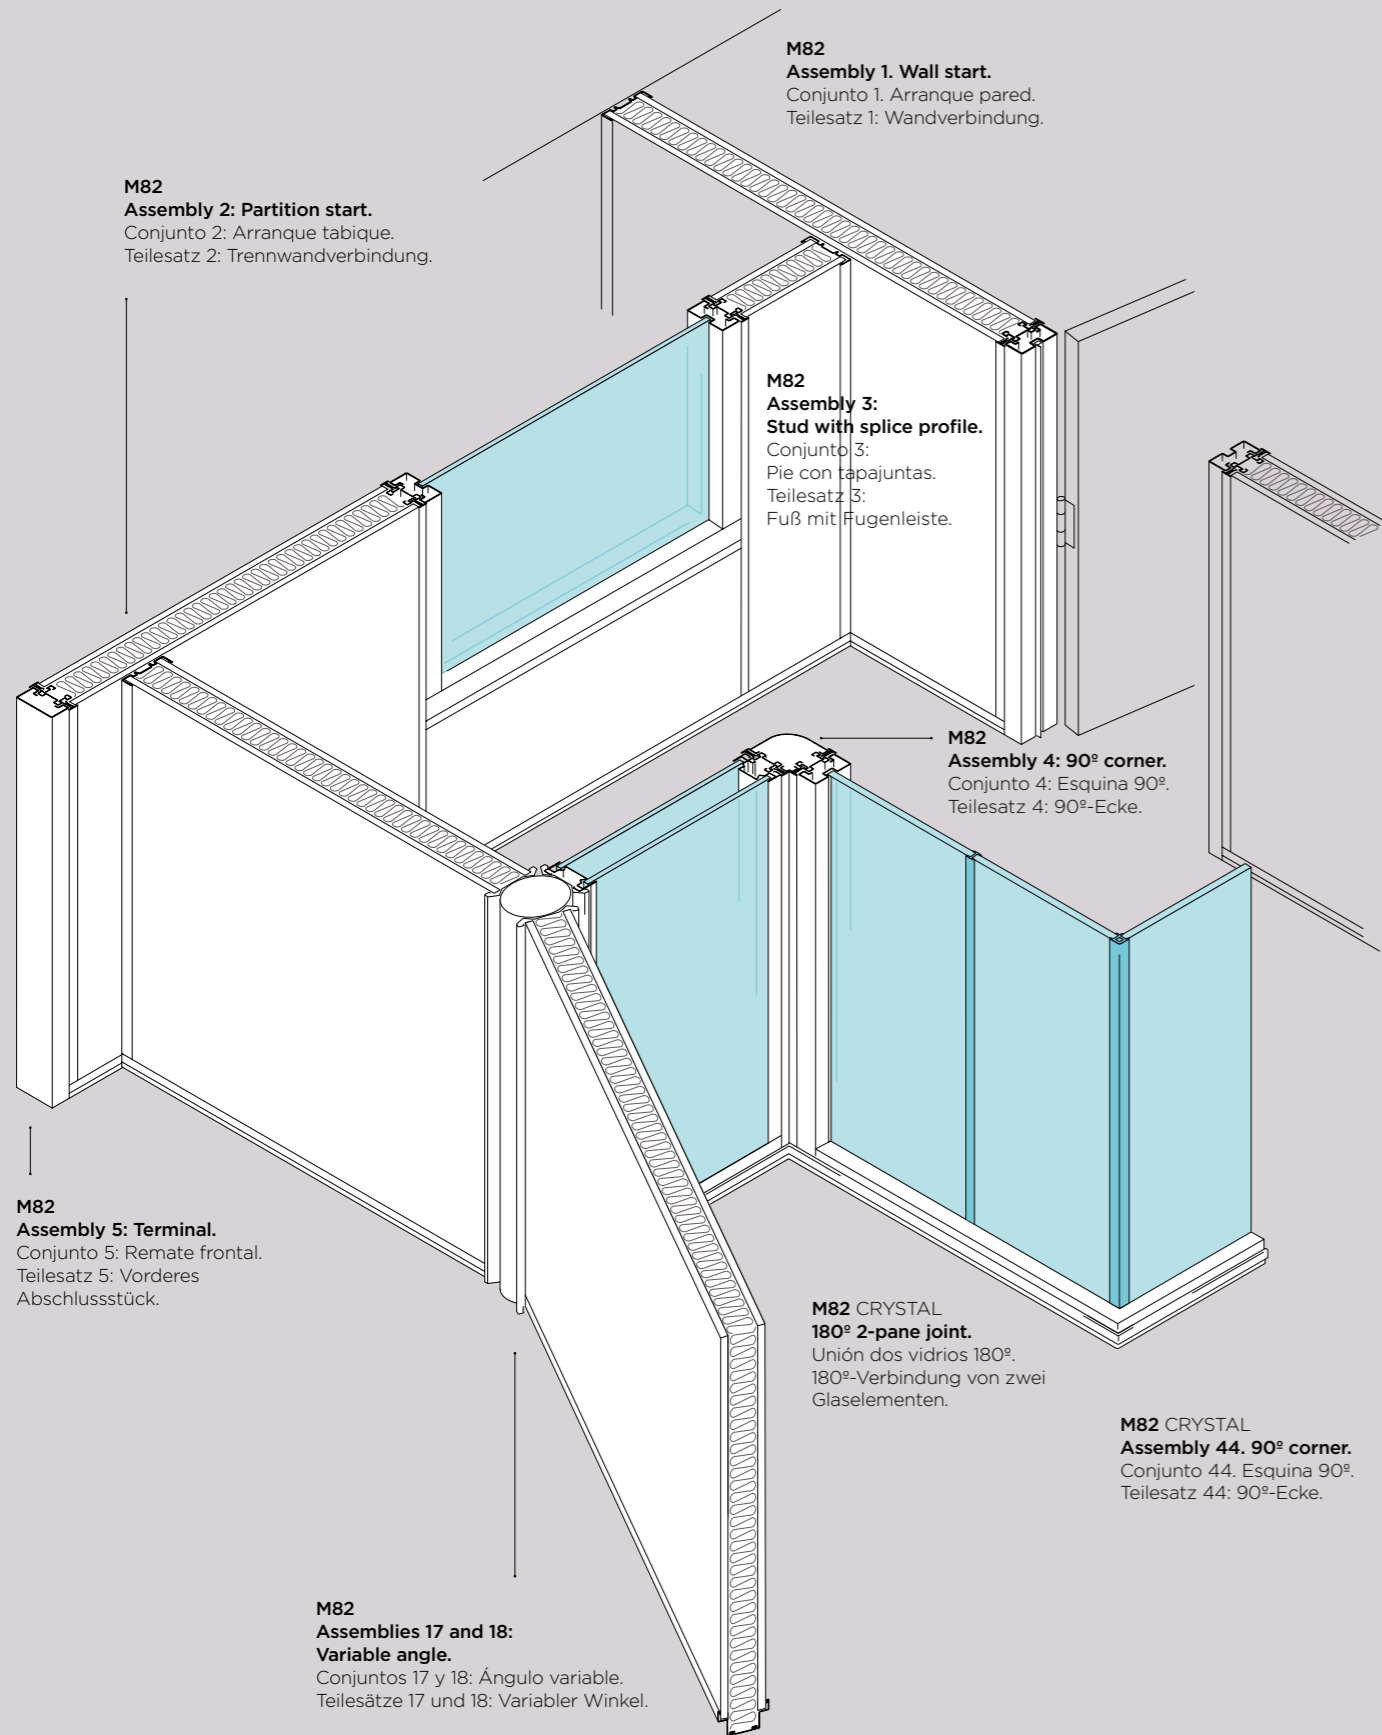 M82
Assembly 1. Wall start.
Conjunto 1. Arranque pared.
Teilesatz 1: Wandverbindung.
M82
Assembly 2: Partition start.
Conjunto 2: Arranque tabique.
Teilesatz 2: Trennwandverbindung.
M82
Assembly 3:
Stud with splice profile.
Conjunto 3:
Pie con tapajuntas.
Teilesatz 3:
Fuß mit Fugenleiste.
M82
Assembly 4: 90º corner.
Conjunto 4: Esquina 90º.
Teilesatz 4: 90º-Ecke.
M82
Assembly 5: Terminal.
Conjunto 5: Remate frontal.
Teilesatz 5: Vorderes
Abschlussstück.
M82 CRYSTAL
180º 2-pane joint.
Unión dos vidrios 180º.
180º-Verbindung von zwei
Glaselementen.
M82 CRYSTAL
Assembly 44. 90º corner.
Conjunto 44. Esquina 90º.
Teilesatz 44: 90º-Ecke.
M82
Assemblies 17 and 18:
Variable angle.
Conjuntos 17 y 18: Ángulo variable.
Teilesätze 17 und 18: Variabler Winkel.